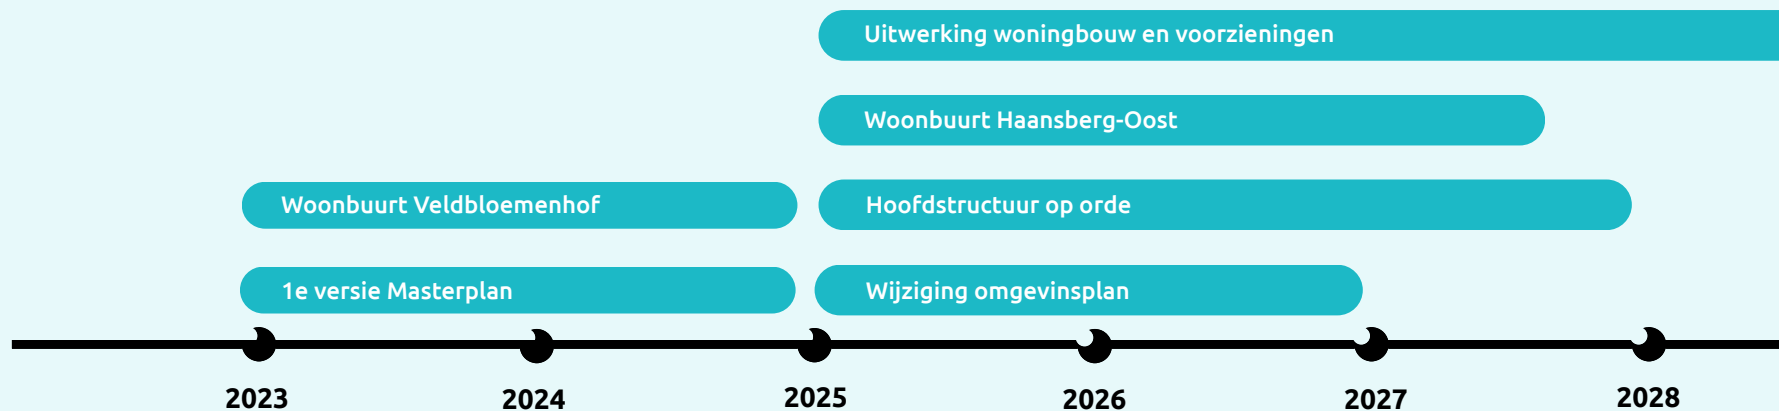 Uitwerking woningbouw en voorzieningen
Woonbuurt Haansberg-Oost
Woonbuurt Veldbloemenhof
Hoofdstructuur op orde
1e versie Masterplan
Wijziging omgevinsplan
2023
2024
2025
2026
2027
2028